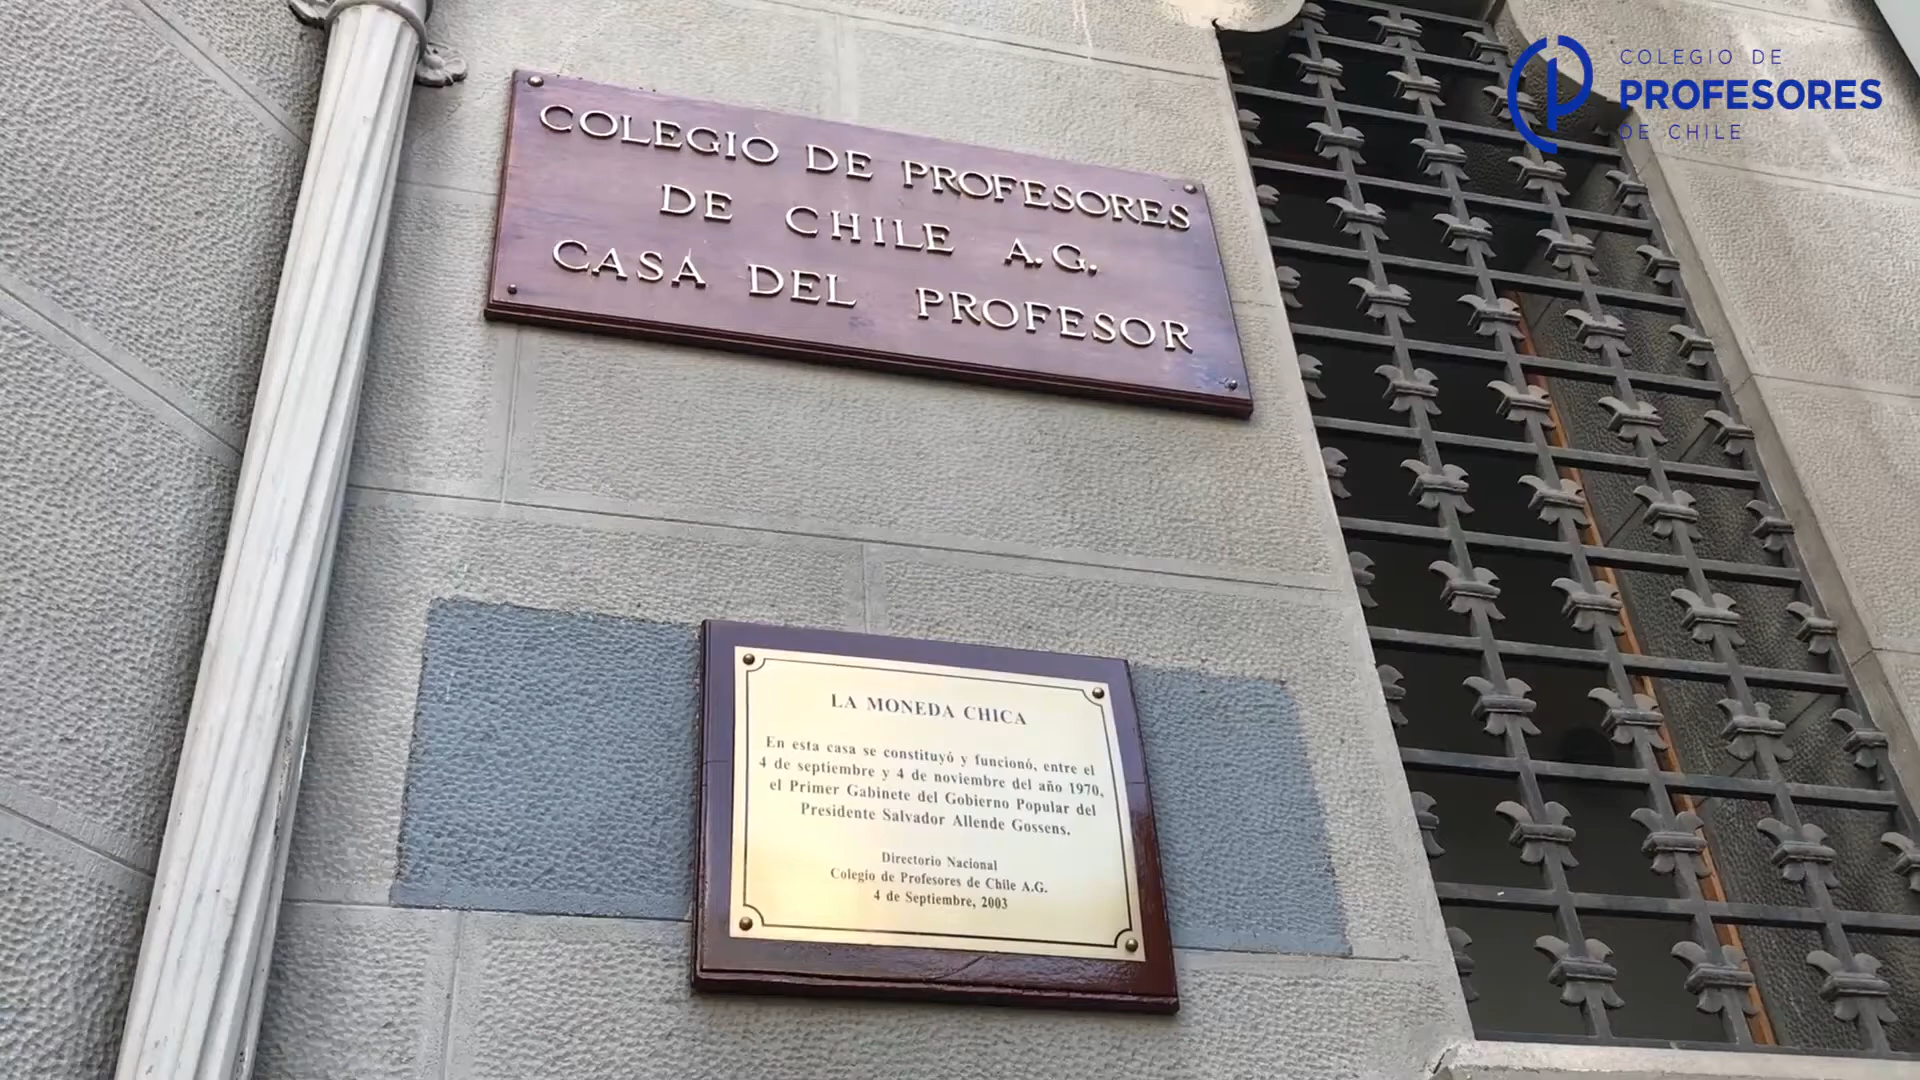 COLEGIO DE
PROFESORES
DE CHILE
COLEGIO DE PROFESORES
DE CHILE A.G.
CASA DEL PROFESOR
LA MONEDA CHICA
En esta casa se constituyó y funcionó, entre el
4 de septiembre y 4 de noviembre del año 1970,
el Primer Gabinete del Gobierno Popular del
Presidente Salvador Allende Gossens.
Directorio Nacional
Colegio de Profesores de Chile A.G.
4 de Septiembre, 2003